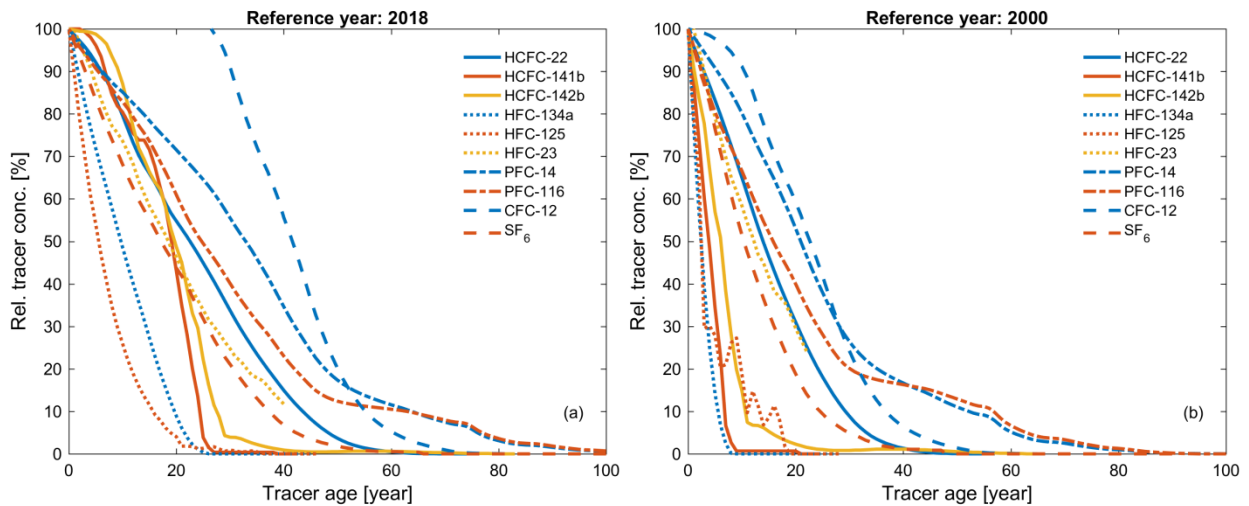 Reference year: 2018
100
90
80
70
60
50
40
30
20
10
0
Rel. tracer conc. [%]
HCFC-22
HCFC-141b
HCFC-142b
HFC-134a
HFC-125
HFC-23
PFC-14
PFC-116
CFC-12
SF6
(a)
0 20 40 60 80 100
Tracer age [year]
Reference year: 2000
100
90
80
70
60
50
40
30
20
10
0
Rel. tracer conc. [%]
HCFC-22
HCFC-141b
HCFC-142b
HFC-134a
HFC-125
HFC-23
PFC-14
PFC-116
CFC-12
SF6
(b)
0 20 40 60 80 100
Tracer age [year]